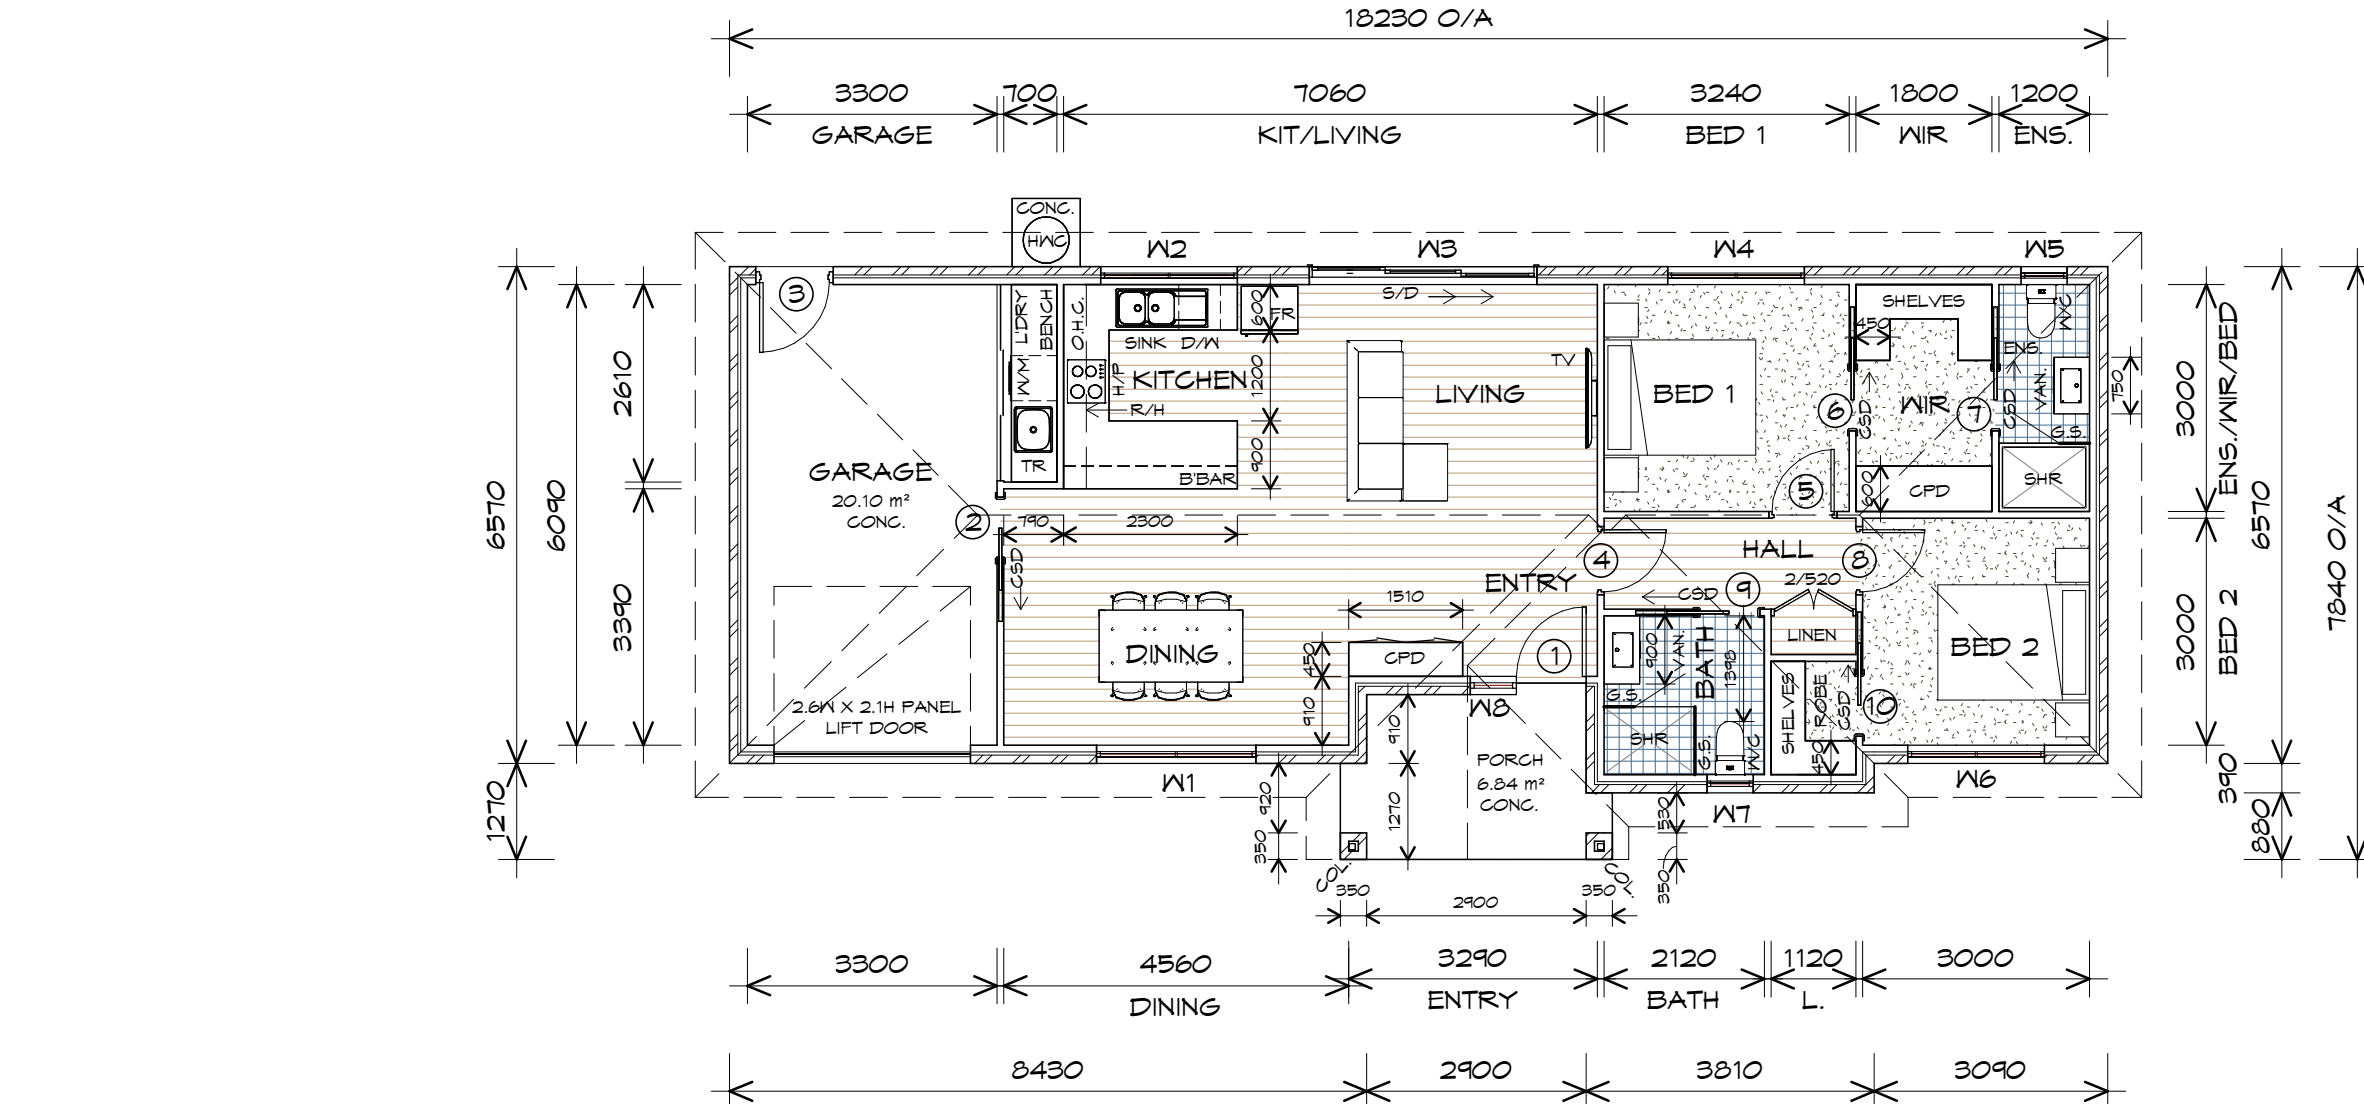 18230 O/A
3300 700 7060 3240 1800 1200
GARAGE KIT/LIVING BED 1 WIR ENS.
CONC.
HWC
W2 W3 W4 W5
3
L'DRY
BENCH
O.H.C.
600
FR
S/D
SHELVES
W/C
450
SINK D/W
TV
ENS.
W/M
H/P
KITCHEN
1200
LIVING
BED 1
VAN.
750
R/H
6
CSD
WIR
7
CSD
G.S.
2610
3000
ENS./WIR/BED
GARAGE
20.10 m²
CONC.
TR
900
B'BAR
5
600
CPD
SHR
6570
6090
2
790
2300
6570
7840 O/A
CSD
ENTRY
4
HALL
8
2/520
9
CSD
1510
3390
DINING
450
CPD
1
900
VAN.
BATH
1398
LINEN
BED 2
3000
BED 2
G.S.
2.6W X 2.1H PANEL
LIFT DOOR
910
910
W8
SHR
G.S.
W/C
SHELVES
ROBE
CSD
10
450
PORCH
6.84 m²
CONC.
W1
W7
W6
1270
920
350
1270
530
350
390
880
COL.
COL.
350 2900 350
3300 4560 3290 2120 1120 3000
DINING ENTRY BATH L.
8430 2900 3810 3090